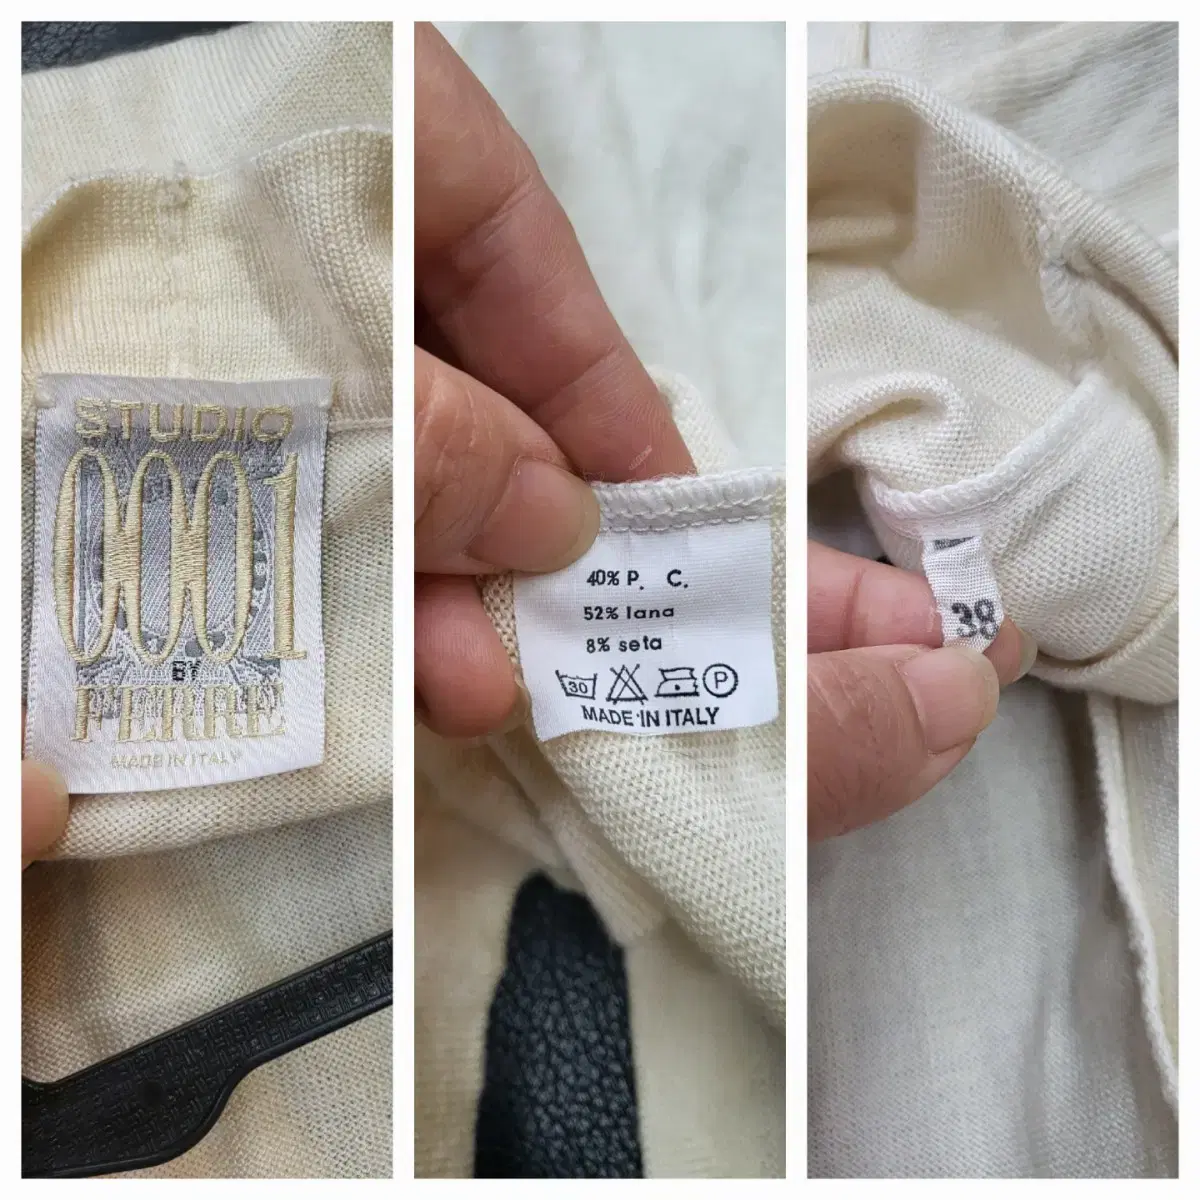 STUDIO
0001
BY
FERRE
MADE IN ITALY
40% P. C.
52% lana
8% seta
30 P
MADE IN ITALY
38